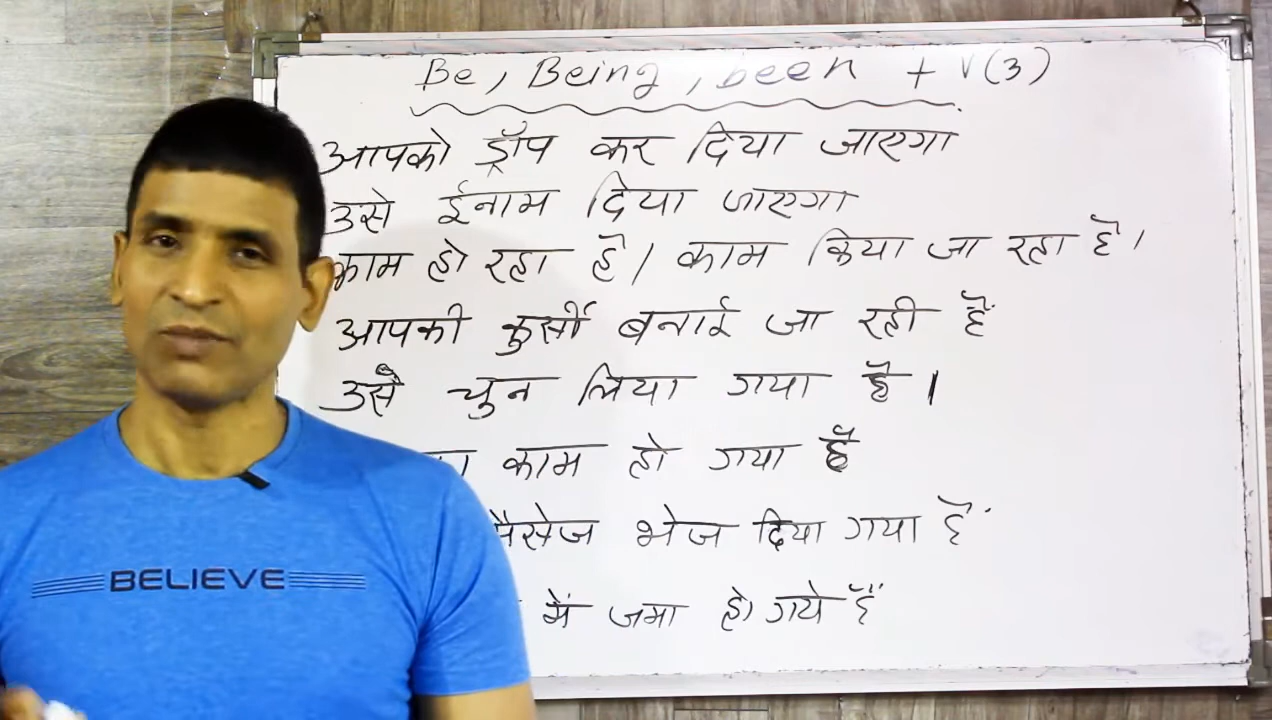 Be, Being, been + V(3)
आपको ड्रॉप कर दिया जाएगा
उसे ईनाम दिया जाएगा
काम हो रहा है / काम किया जा रहा है।
आपकी कुर्सी बनाई जा रही है
उसे चुन लिया गया है।
काम हो गया है
मैसेज भेज दिया गया है
में जमा हो गये हैं
BELIEVE